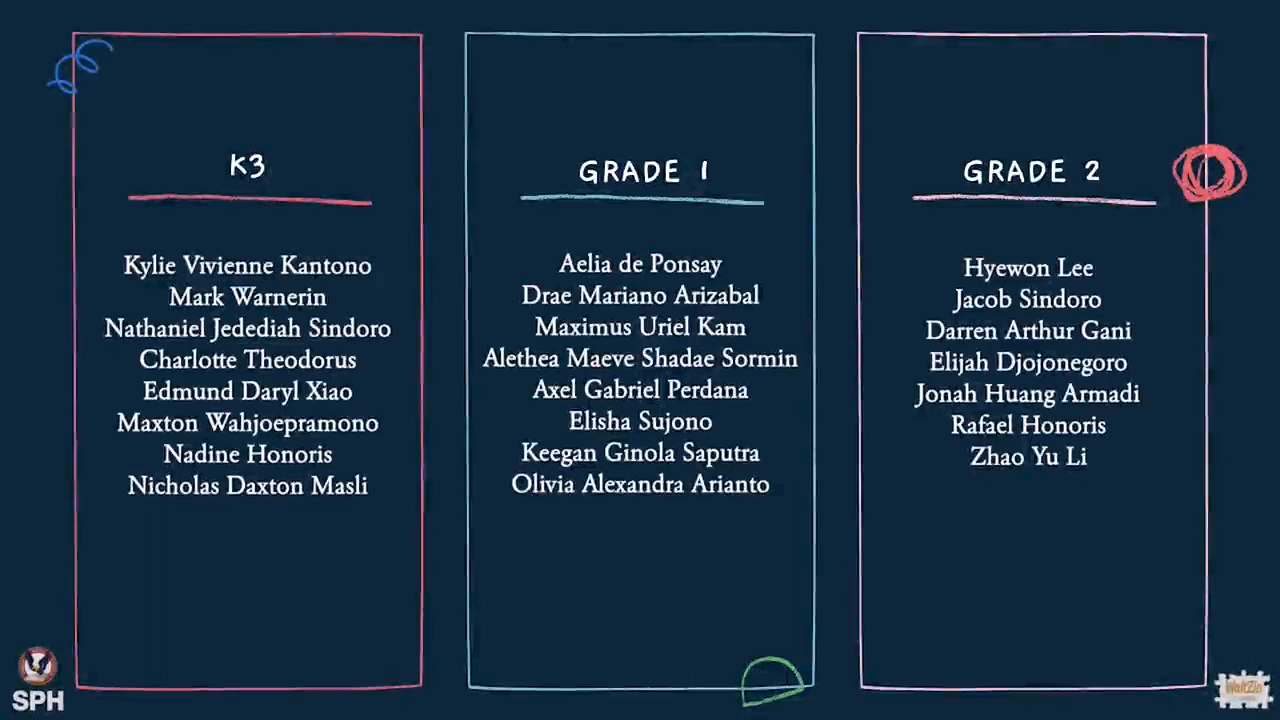 K3
Kylie Vivienne Kantono
Mark Warnerin
Nathaniel Jedediah Sindoro
Charlotte Theodorus
Edmund Daryl Xiao
Maxton Wahjoepramono
Nadine Honoris
Nicholas Daxton Masli
GRADE 1
Aelia de Ponsay
Drae Mariano Arizabal
Maximus Uriel Kam
Alethea Maeve Shadae Sormin
Axel Gabriel Perdana
Elisha Sujono
Keegan Ginola Saputra
Olivia Alexandra Arianto
GRADE 2
Hyewon Lee
Jacob Sindoro
Darren Arthur Gani
Elijah Djojonegoro
Jonah Huang Armadi
Rafael Honoris
Zhao Yu Li
SPH